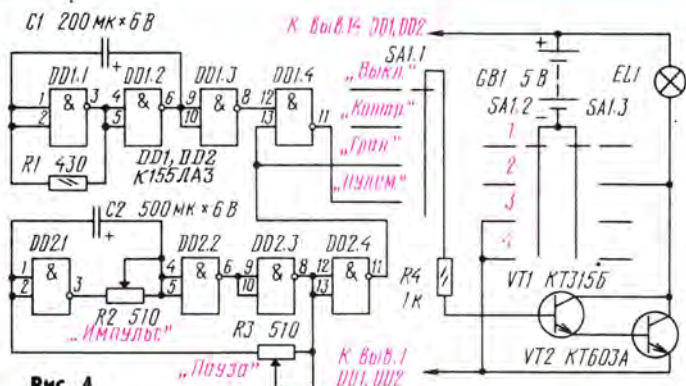 C1 200 мк × 6 В
К выв.14 DD1, DD2
SA1.1
DD1.1 DD1.2 DD1.3 DD1.4
& & & &
1 2 3 4 5 6 9 10 8 12 13 11
R1 430
DD1, DD2
К155ЛА3
„Выкл."
„Контр."
„Гран"
„Пулем"
GB1 5 В
+
−
EL1
SA1.2 SA1.3
1
2
3
4
C2 500 мк × 6 В
+
DD2.1 DD2.2 DD2.3 DD2.4
& & & &
1 2 3 4 5 6 9 10 8 12 13 11
R2 510
„Импульс."
R3 510
„Пауза"
R4
1К
VT1 КТ315Б
VT2 КТ603А
К выв.7
DD1, DD2
Рис. 4